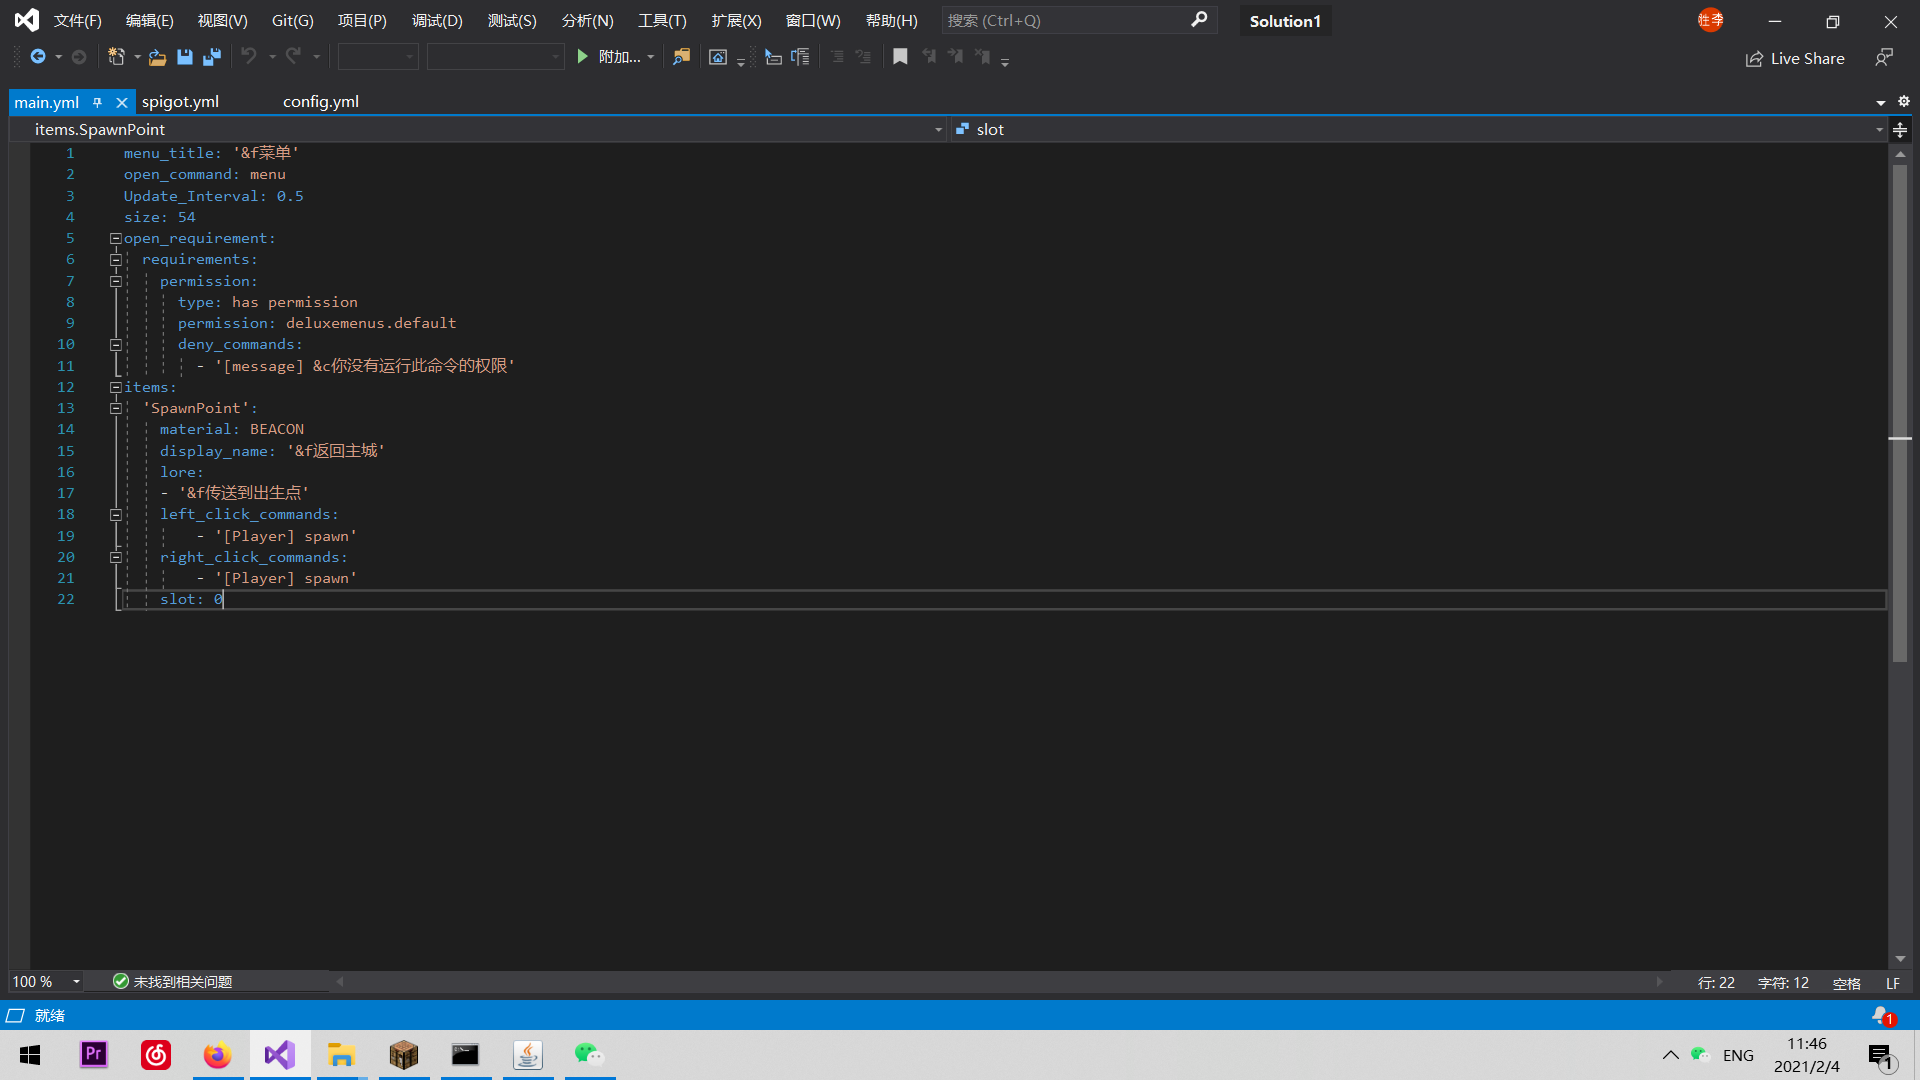 文件(F) 编辑(E) 视图(V) Git(G) 项目(P) 调试(D) 测试(S) 分析(N) 工具(T) 扩展(X) 窗口(W) 帮助(H) 搜索 (Ctrl+Q) Solution1
附加... Live Share
main.yml spigot.yml config.yml
items.SpawnPoint slot
1 menu_title: '&f菜单'
2 open_command: menu
3 Update_Interval: 0.5
4 size: 54
5 open_requirement:
6 requirements:
7 permission:
8 type: has permission
9 permission: deluxemenus.default
10 deny_commands:
11 - '[message] &c你没有运行此命令的权限'
12 items:
13 'SpawnPoint':
14 material: BEACON
15 display_name: '&f返回主城'
16 lore:
17 - '&f传送到出生点'
18 left_click_commands:
19 - '[Player] spawn'
20 right_click_commands:
21 - '[Player] spawn'
22 slot: 0
100 % 未找到相关问题 行: 22 字符: 12 空格 LF
就绪 1
Pr ENG 11:46 1
2021/2/4